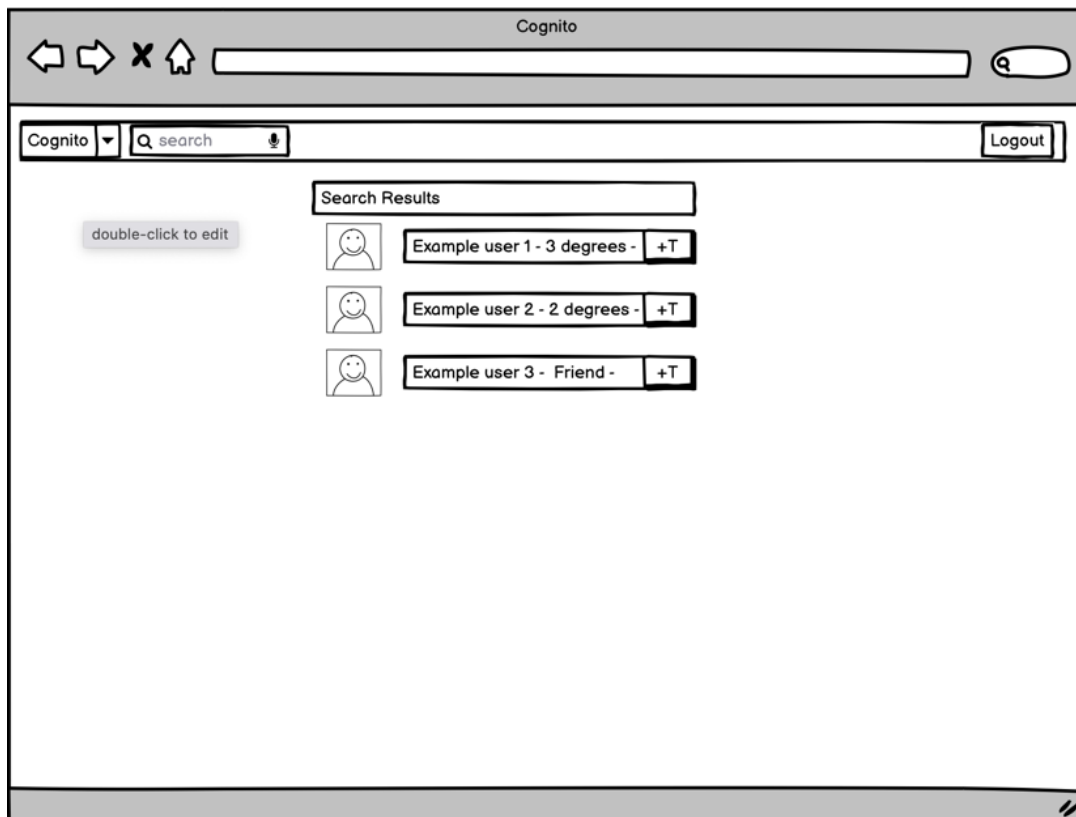 Cognito
Cognito search Logout
Search Results
double-click to edit
Example user 1 - 3 degrees - +T
Example user 2 - 2 degrees - +T
Example user 3 - Friend - +T